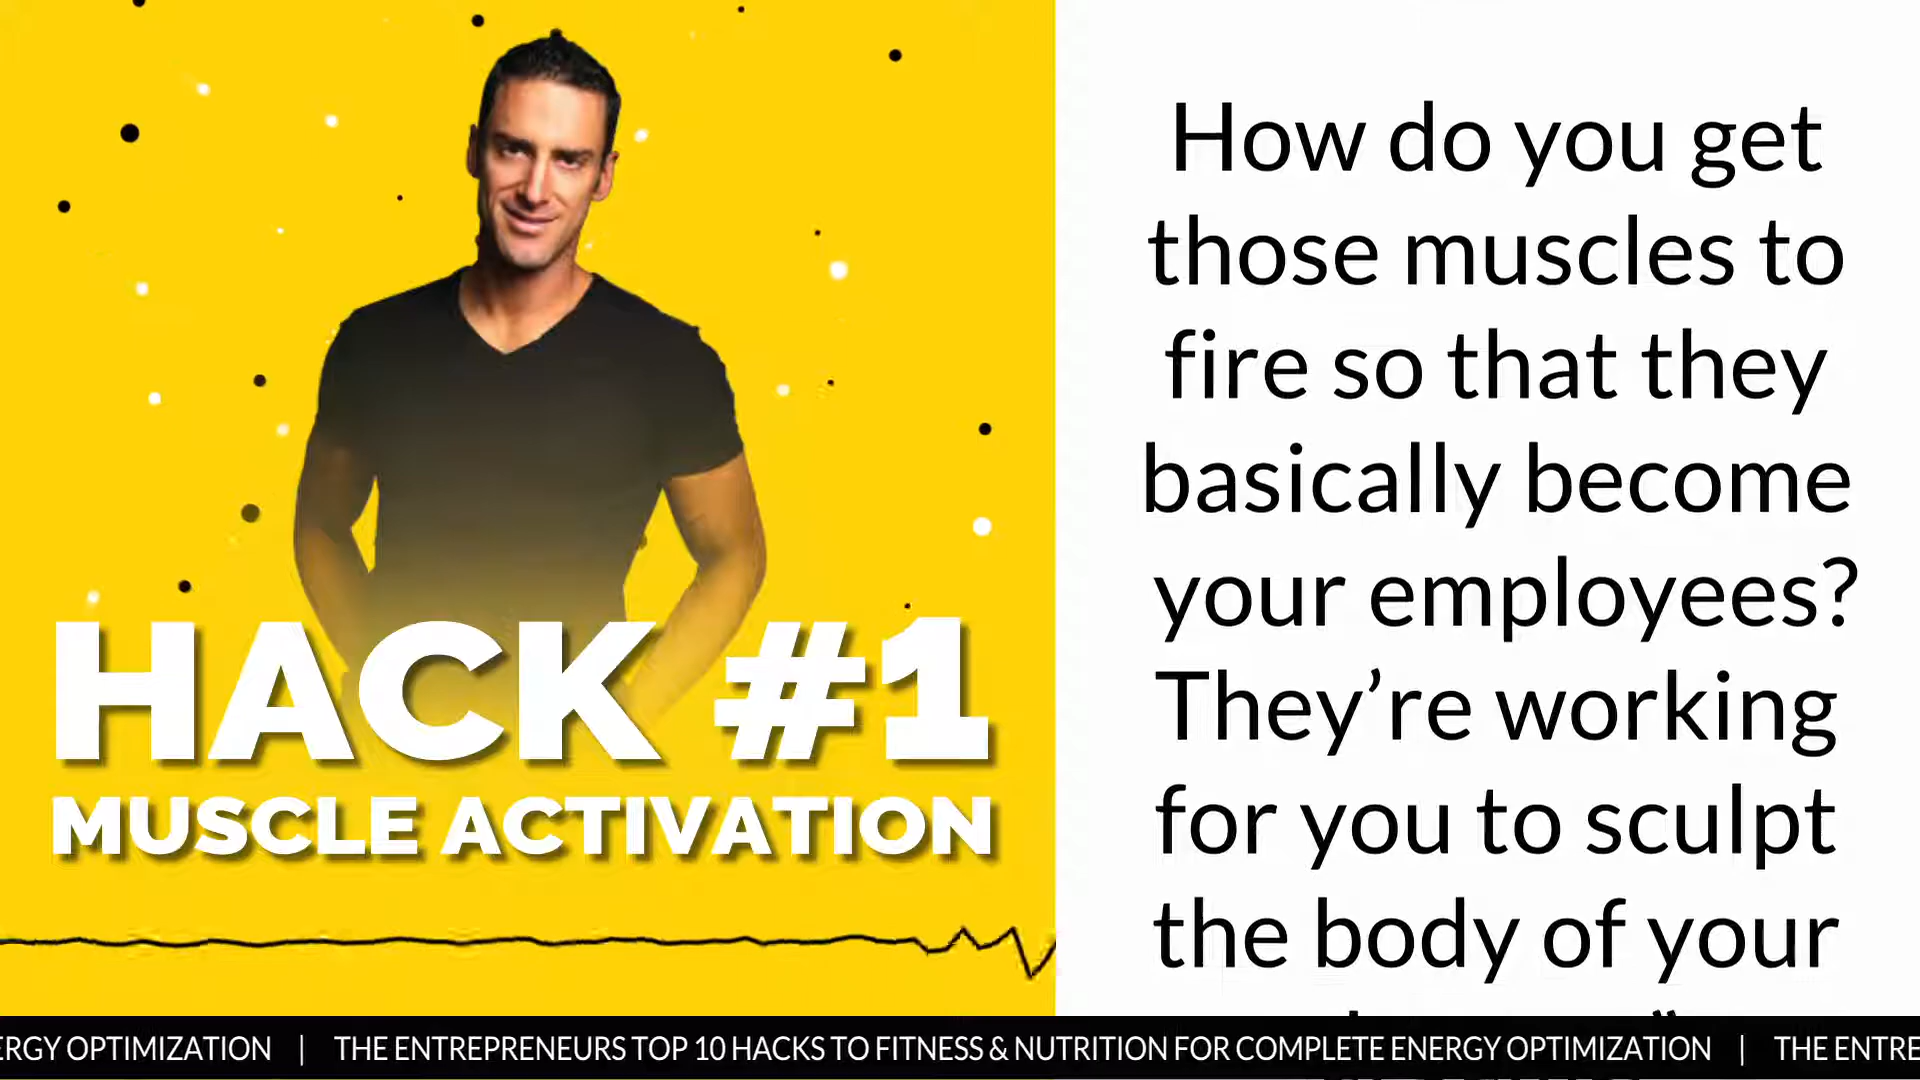 HACK #1
MUSCLE ACTIVATION
How do you get
those muscles to
fire so that they
basically become
your employees?
They’re working
for you to sculpt
the body of your
ERGY OPTIMIZATION | THE ENTREPRENEURS TOP 10 HACKS TO FITNESS & NUTRITION FOR COMPLETE ENERGY OPTIMIZATION | THE ENTRE